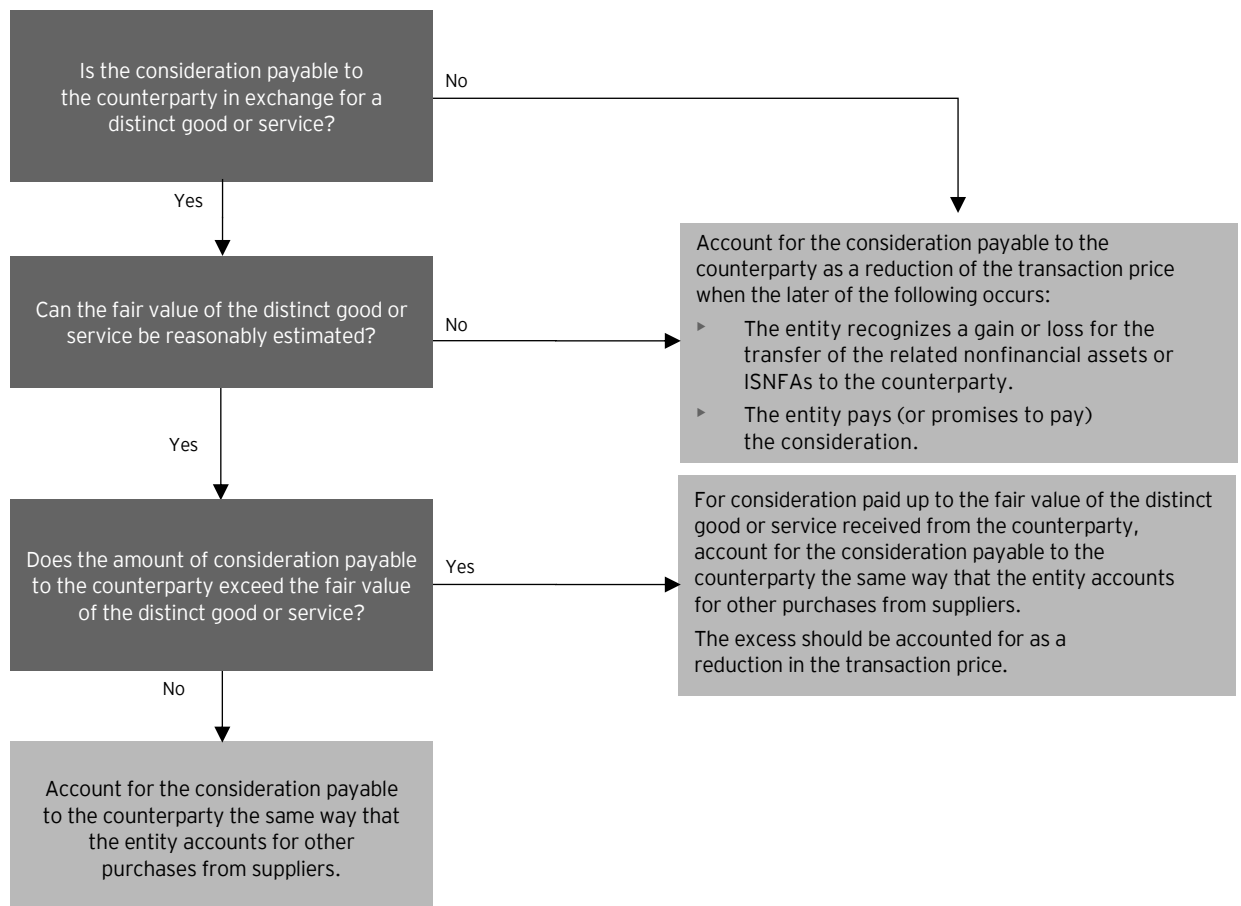 Is the consideration payable to
the counterparty in exchange for a
distinct good or service?
No
Yes
Can the fair value of the distinct good or
service be reasonably estimated?
No
Account for the consideration payable to the
counterparty as a reduction of the transaction price
when the later of the following occurs:
▶ The entity recognizes a gain or loss for the
transfer of the related nonfinancial assets or
ISNFAs to the counterparty.
▶ The entity pays (or promises to pay)
the consideration.
Yes
Does the amount of consideration payable
to the counterparty exceed the fair value
of the distinct good or service?
Yes
For consideration paid up to the fair value of the distinct
good or service received from the counterparty,
account for the consideration payable to the
counterparty the same way that the entity accounts
for other purchases from suppliers.
The excess should be accounted for as a
reduction in the transaction price.
No
Account for the consideration payable
to the counterparty the same way that
the entity accounts for other
purchases from suppliers.